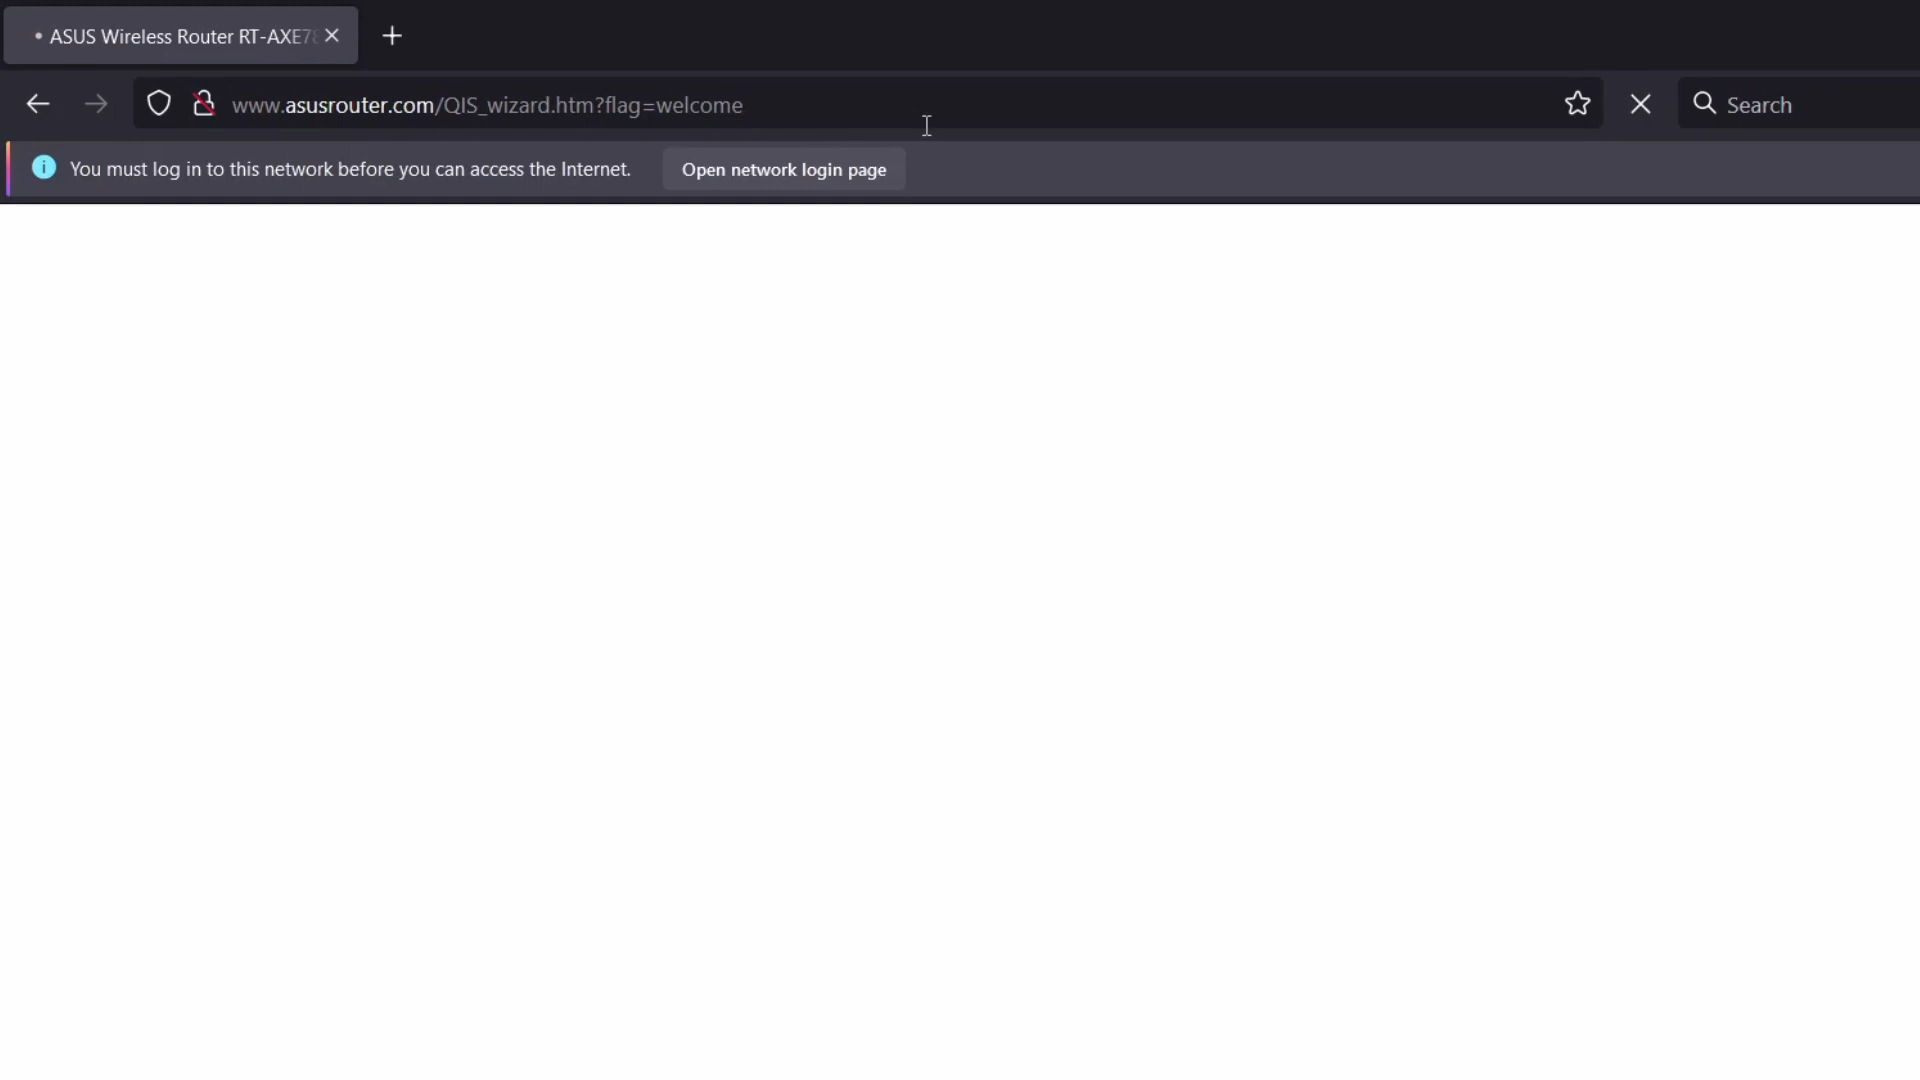 ASUS Wireless Router RT-AXE78
www.asusrouter.com/QIS_wizard.htm?flag=welcome
Search
You must log in to this network before you can access the Internet.
Open network login page